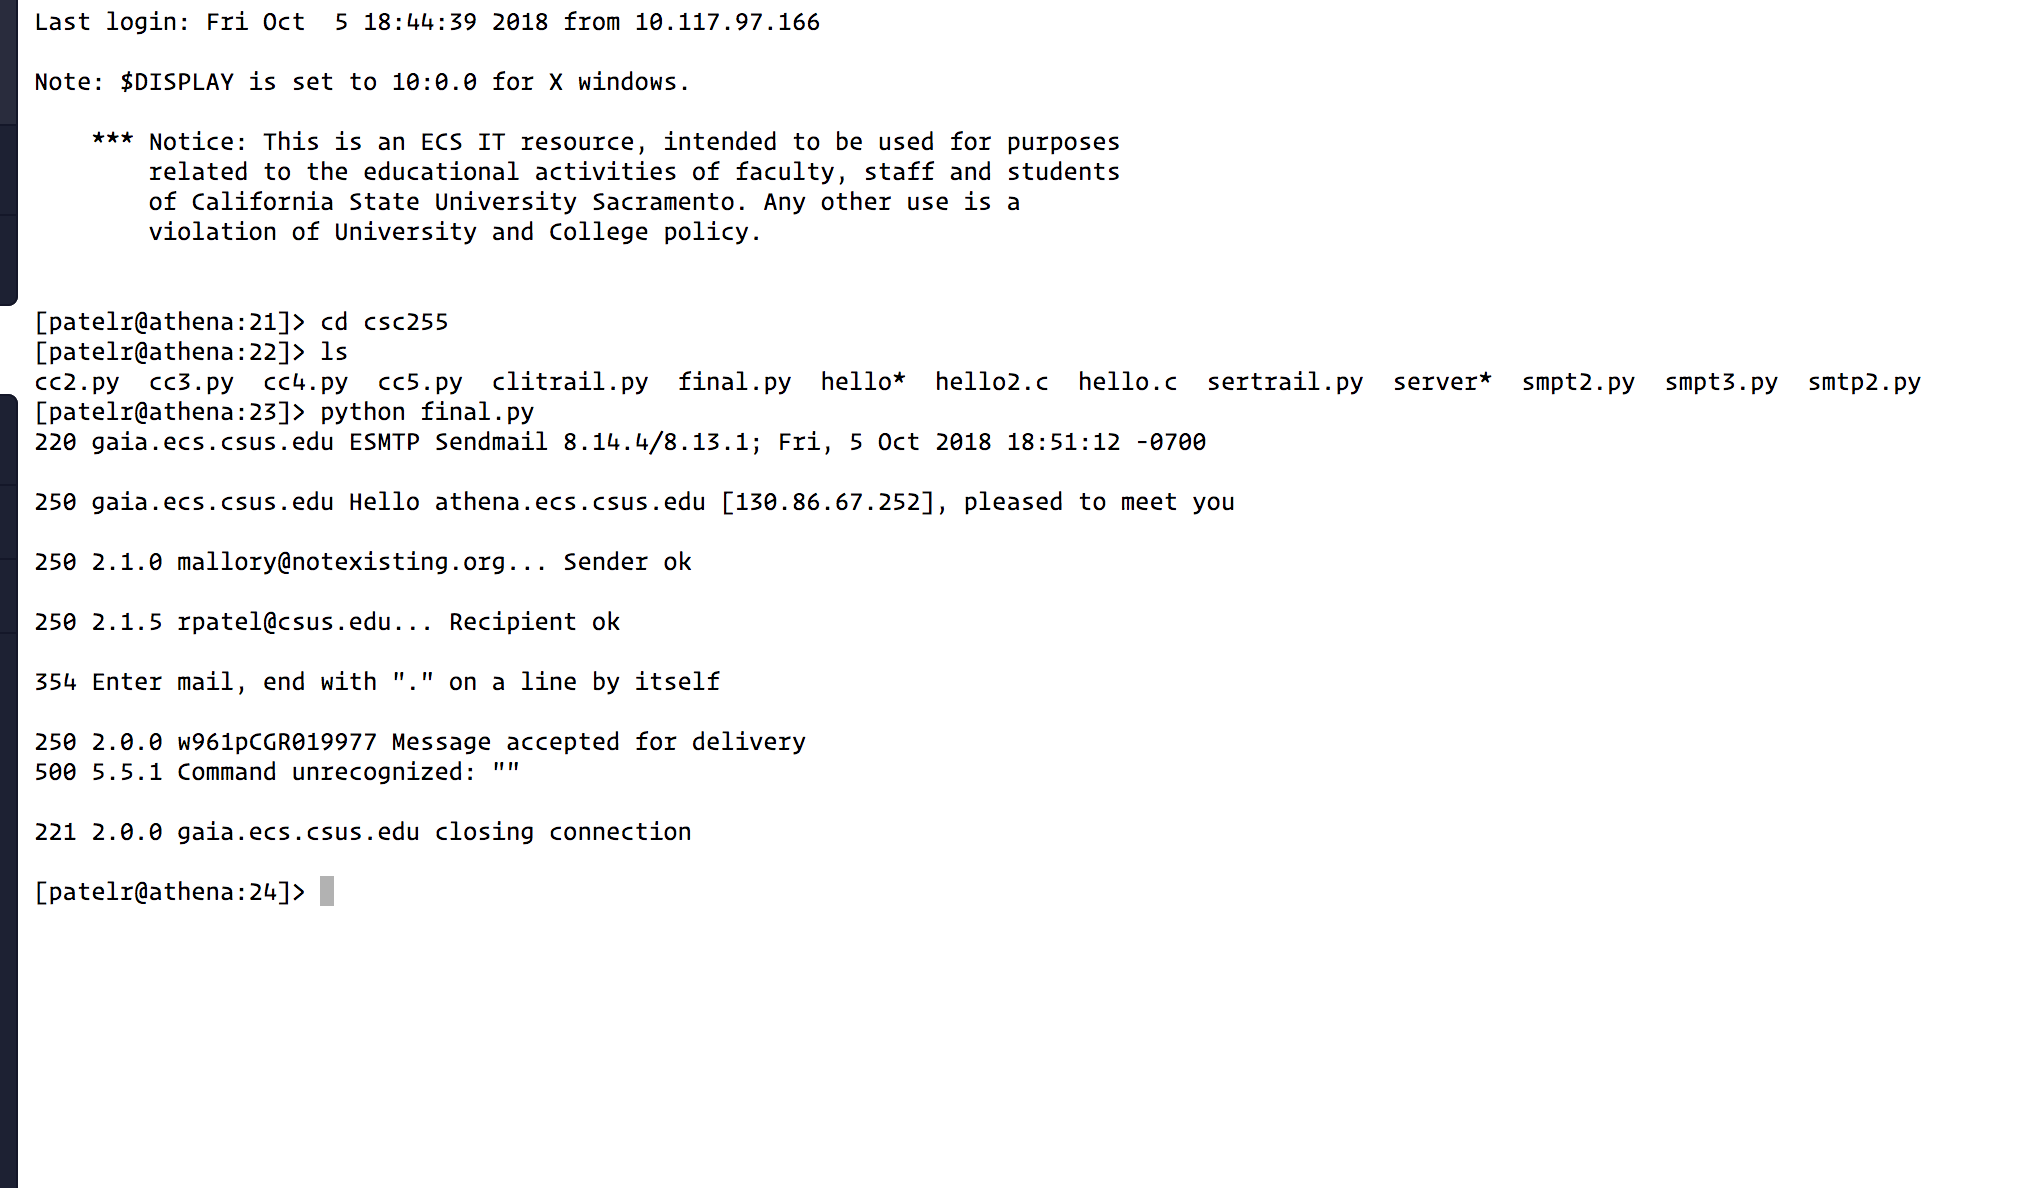 Last login: Fri Oct  5 18:44:39 2018 from 10.117.97.166
Note: $DISPLAY is set to 10:0.0 for X windows.
*** Notice: This is an ECS IT resource, intended to be used for purposes
related to the educational activities of faculty, staff and students
of California State University Sacramento. Any other use is a
violation of University and College policy.
[patelr@athena:21]> cd csc255
[patelr@athena:22]> ls
cc2.py  cc3.py  cc4.py  cc5.py  clitrail.py  final.py  hello*  hello2.c  hello.c  sertrail.py  server*  smpt2.py  smpt3.py  smtp2.py
[patelr@athena:23]> python final.py
220 gaia.ecs.csus.edu ESMTP Sendmail 8.14.4/8.13.1; Fri, 5 Oct 2018 18:51:12 -0700
250 gaia.ecs.csus.edu Hello athena.ecs.csus.edu [130.86.67.252], pleased to meet you
250 2.1.0 mallory@notexisting.org... Sender ok
250 2.1.5 rpatel@csus.edu... Recipient ok
354 Enter mail, end with "." on a line by itself
250 2.0.0 w961pCGR019977 Message accepted for delivery
500 5.5.1 Command unrecognized: ""
221 2.0.0 gaia.ecs.csus.edu closing connection
[patelr@athena:24]>